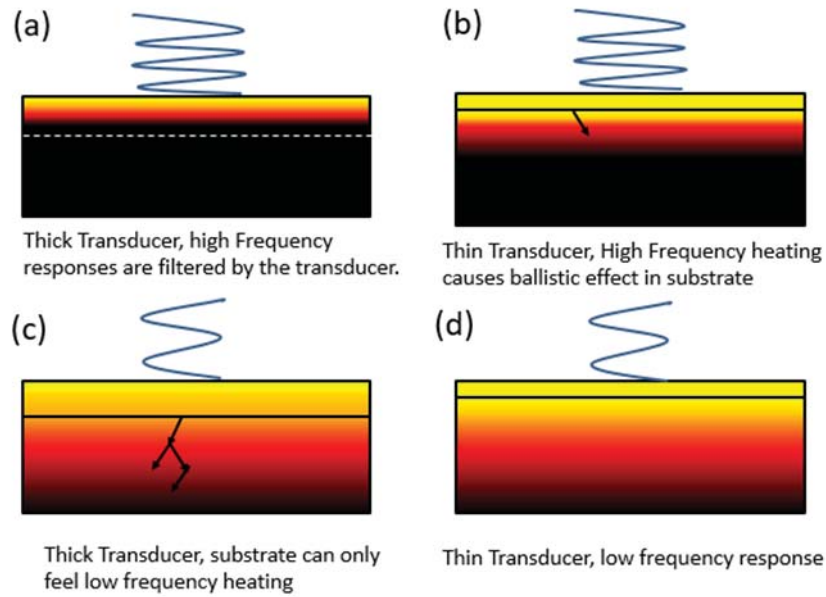 (a)
(b)
Thick Transducer, high Frequency
responses are filtered by the transducer.
Thin Transducer, High Frequency heating
causes ballistic effect in substrate
(c)
(d)
Thick Transducer, substrate can only
feel low frequency heating
Thin Transducer, low frequency response